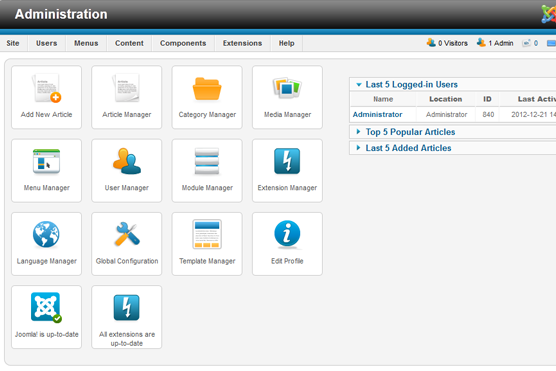 Administration
Site Users Menus Content Components Extensions Help
0 Visitors 1 Admin 0
Add New Article Article Manager Category Manager Media Manager
Menu Manager User Manager Module Manager Extension Manager
Language Manager Global Configuration Template Manager Edit Profile
Joomla! is up-to-date All extensions are
up-to-date
Last 5 Logged-in Users
Name Location ID Last Activ
Administrator Administrator 840 2012-12-21 14
Top 5 Popular Articles
Last 5 Added Articles